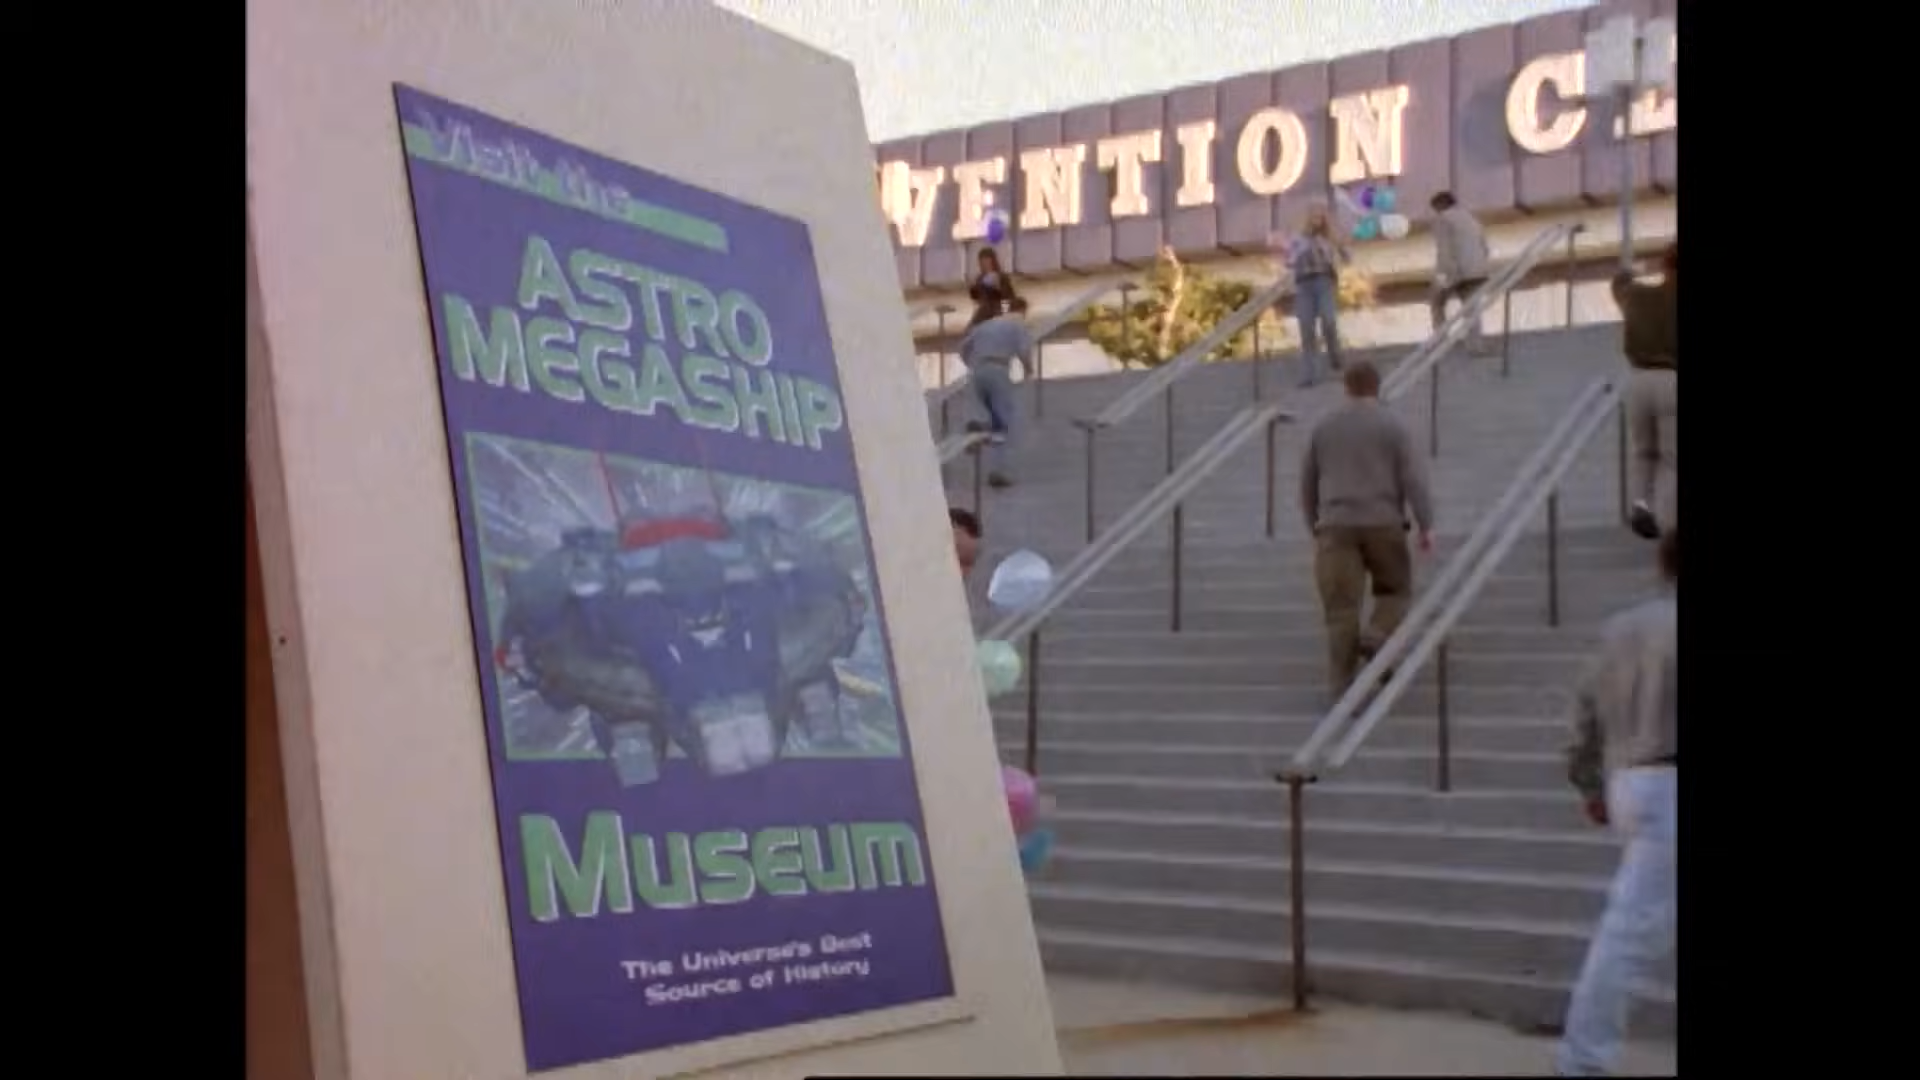 Visit the
ASTRO
MEGASHIP
MUSEUM
The Universe's Best
Source of History
VENTION C